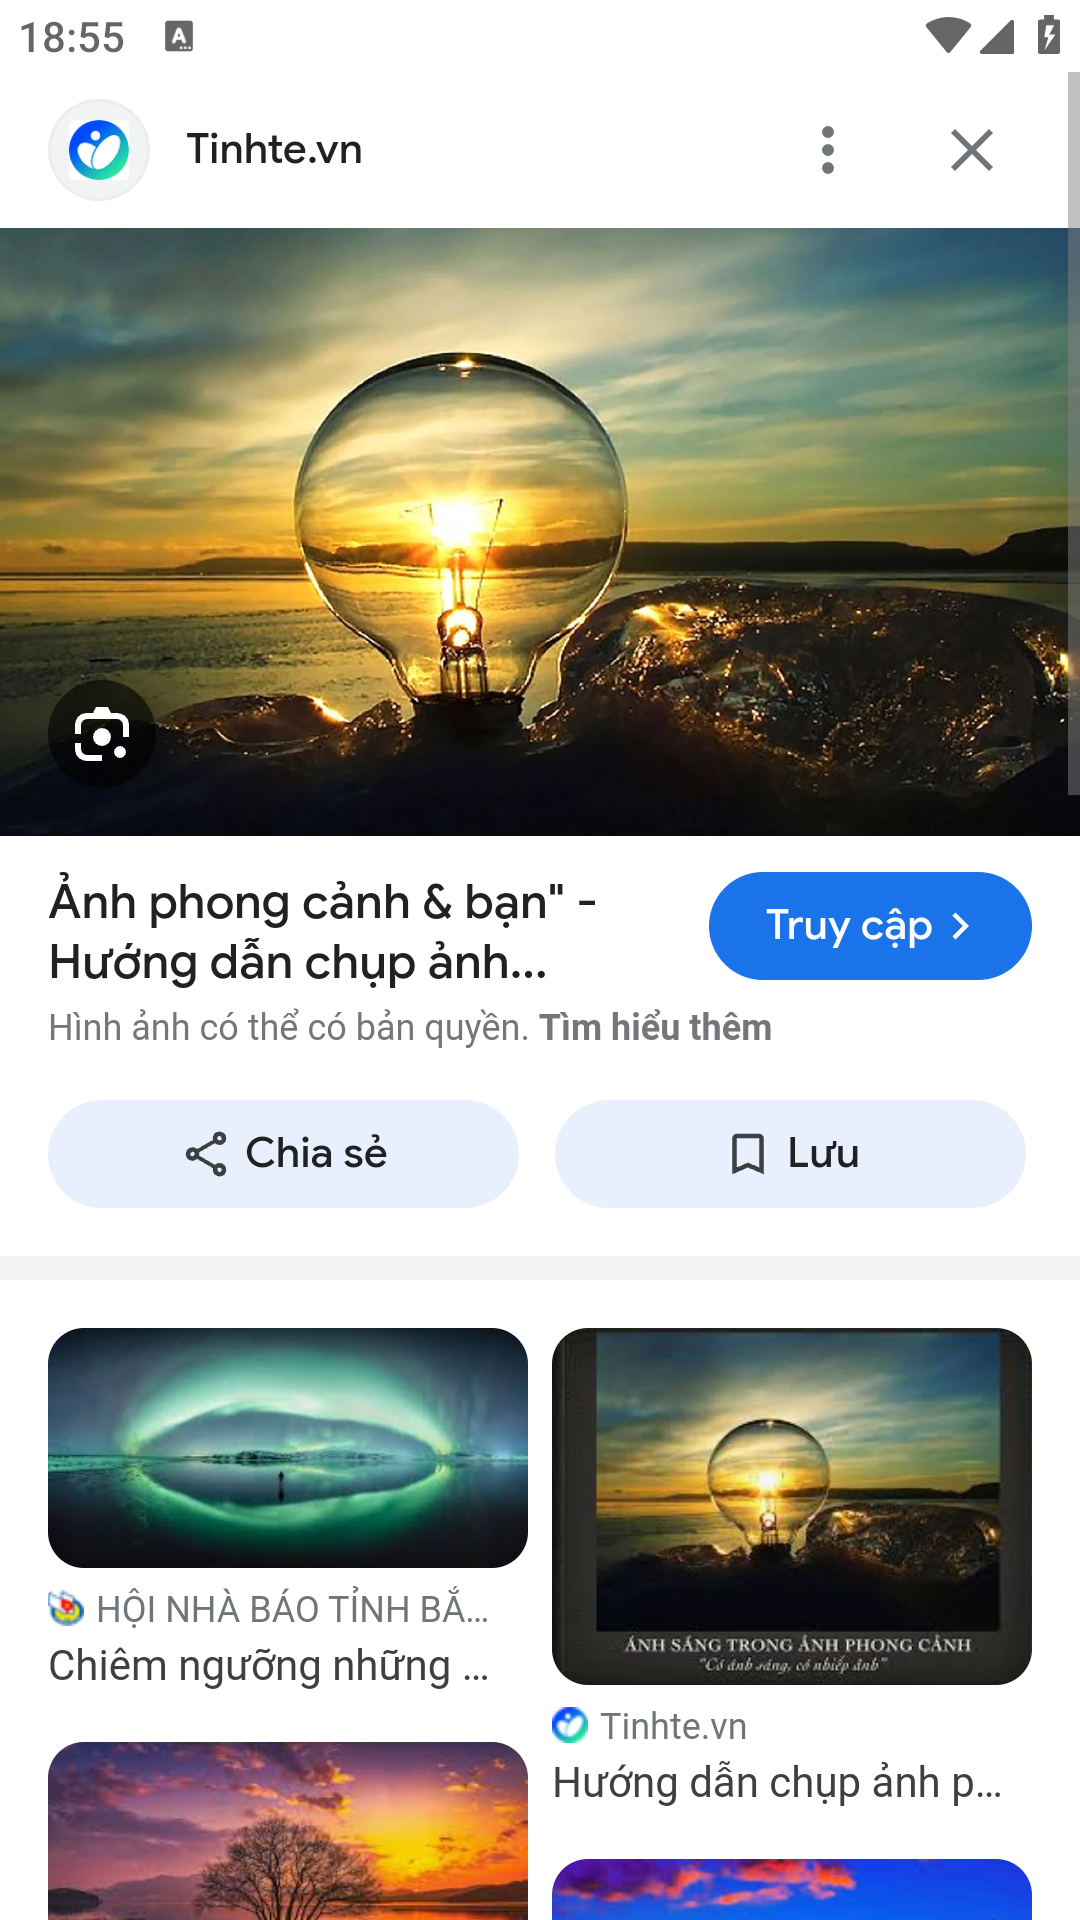 18:55
A
Tinhte.vn
Ảnh phong cảnh & bạn" -
Hướng dẫn chụp ảnh...
Truy cập
Hình ảnh có thể có bản quyền. Tìm hiểu thêm
Chia sẻ
Lưu
HỘI NHÀ BÁO TỈNH BẮ...
Chiêm ngưỡng những ...
ÁNH SÁNG TRONG ẢNH PHONG CẢNH
"Có ánh sáng, có nhiếp ảnh"
Tinhte.vn
Hướng dẫn chụp ảnh p...